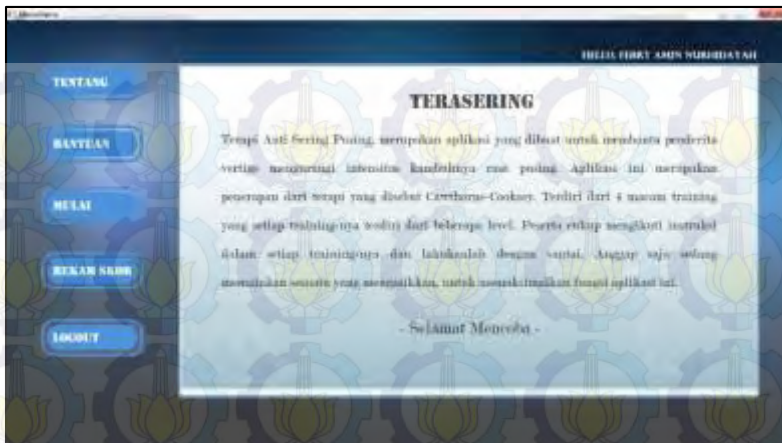 TENTANG
BANTUAN
MULAI
REKAM SKOR
LOGOUT
TERASERING
Terapi Anti Sering Pusing, merupakan aplikasi yang dibuat untuk membantu penderita
vertigo mengurangi intensitas kambuhnya rasa pusing. Aplikasi ini merupakan
penerapan dari terapi yang disebut Cawthorne-Cooksey. Terdiri dari 4 macam training
yang setiap training-nya terdiri dari beberapa level. Peserta cukup mengikuti instruksi
dalam setiap training-nya dan lakukanlah dengan santai. Anggap saja sedang
memainkan sesuatu yang mengasikkan, untuk memaksimalkan fungsi aplikasi ini.
- Selamat Mencoba -